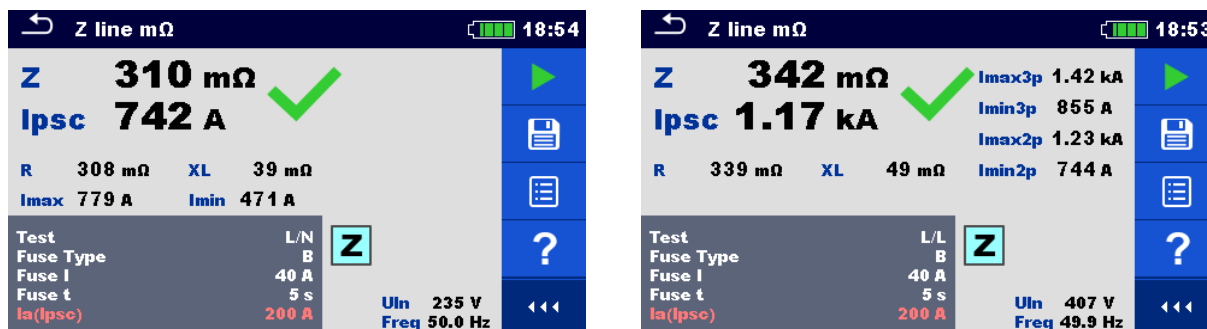 Z line mΩ 18:54
Z 310 mΩ
Ipsc 742 A
R 308 mΩ XL 39 mΩ
Imax 779 A Imin 471 A
Test L/N
Fuse Type B
Fuse I 40 A
Fuse t 5 s
Ia(Ipsc) 200 A
Z
Uln 235 V
Freq 50.0 Hz
?
Z line mΩ 18:53
Z 342 mΩ
Ipsc 1.17 kA
Imax3p 1.42 kA
Imin3p 855 A
Imax2p 1.23 kA
Imin2p 744 A
R 339 mΩ XL 49 mΩ
Test L/L
Fuse Type B
Fuse I 40 A
Fuse t 5 s
Ia(Ipsc) 200 A
Z
Uln 407 V
Freq 49.9 Hz
?